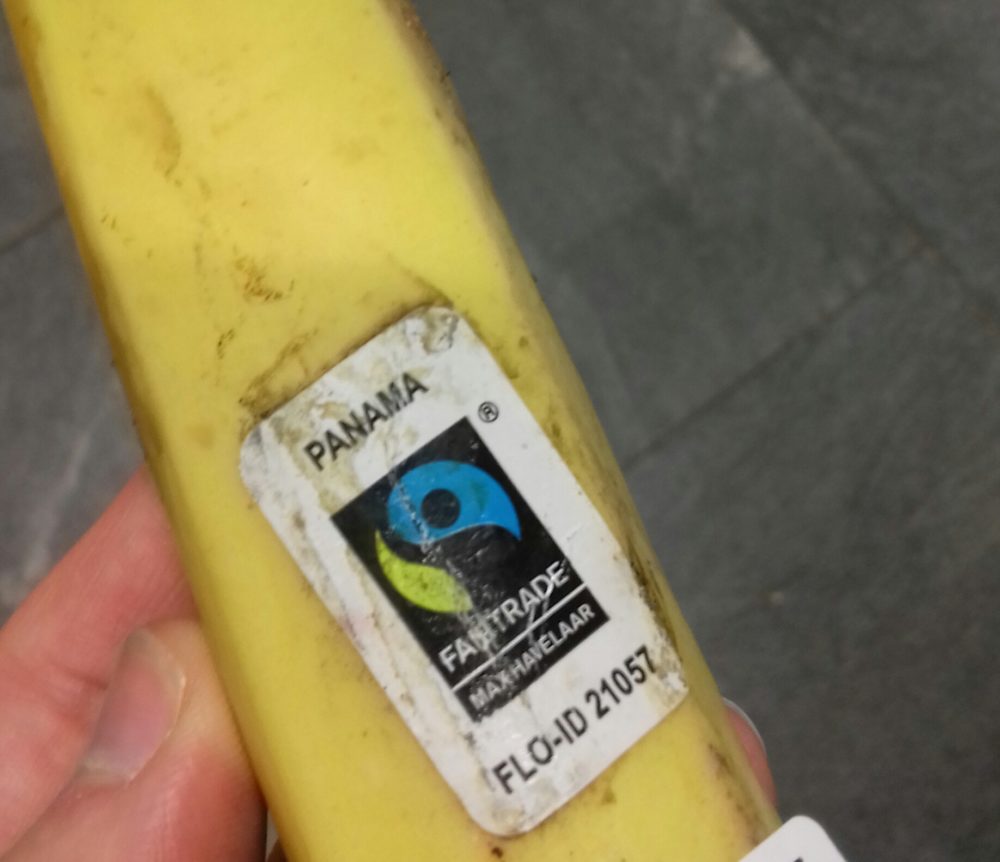 PANAMA
®
FAIRTRADE
MAX HAVELAAR
FLO-ID 21057